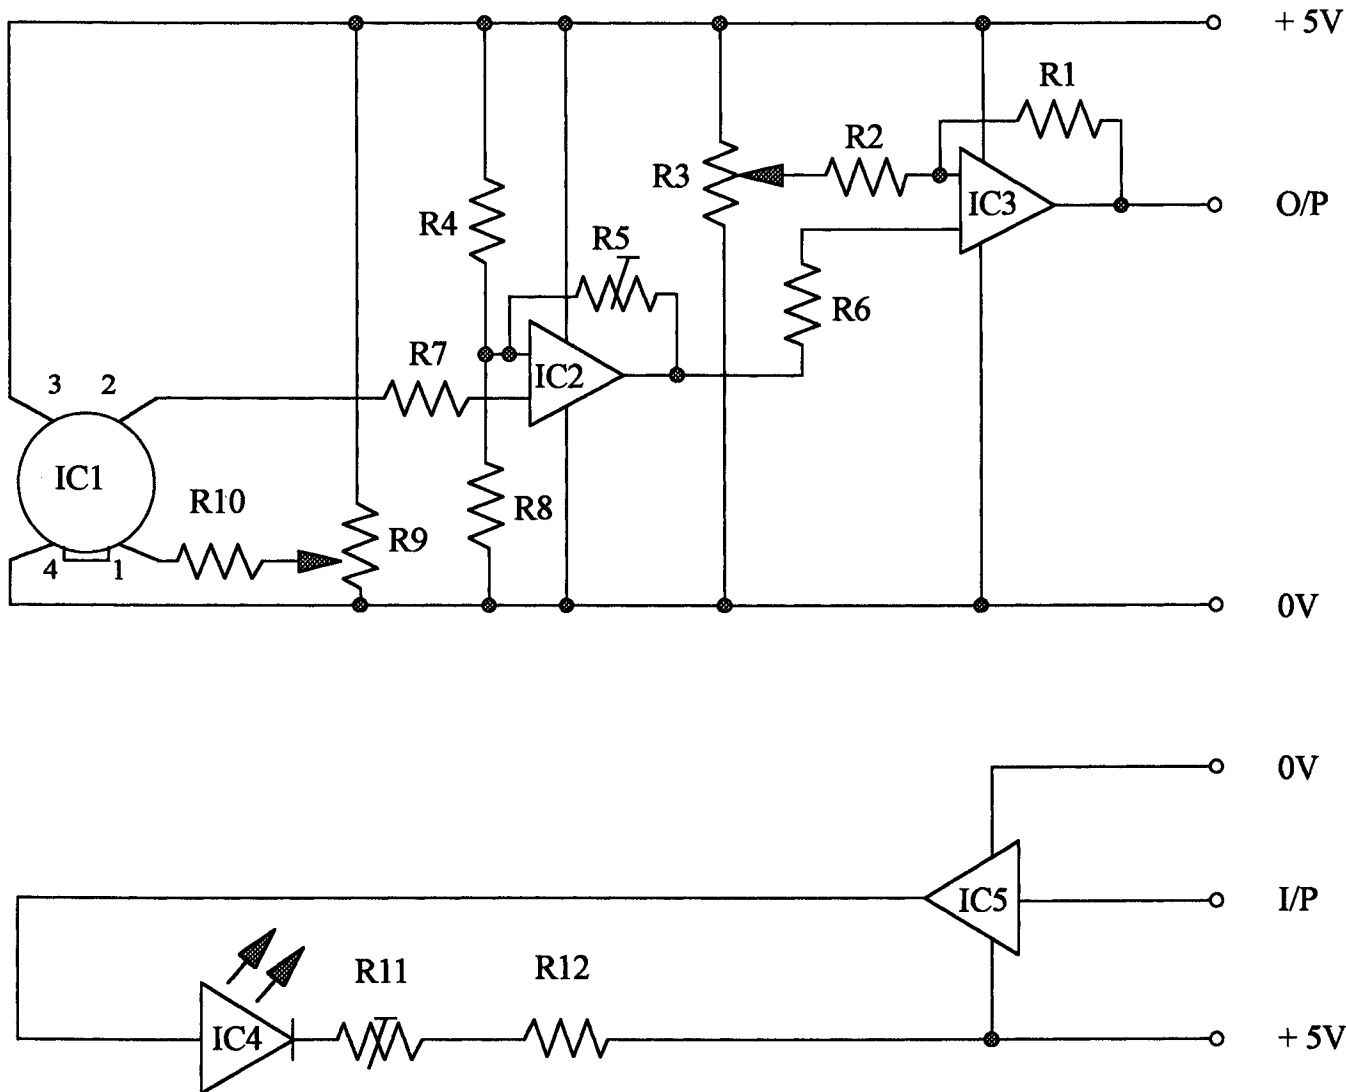 + 5V
R1
R2
R3
IC3
O/P
R4
R5
R6
R7
IC2
3
2
IC1
R10
R9
R8
4
1
0V
0V
IC5
I/P
R11
R12
IC4
+ 5V